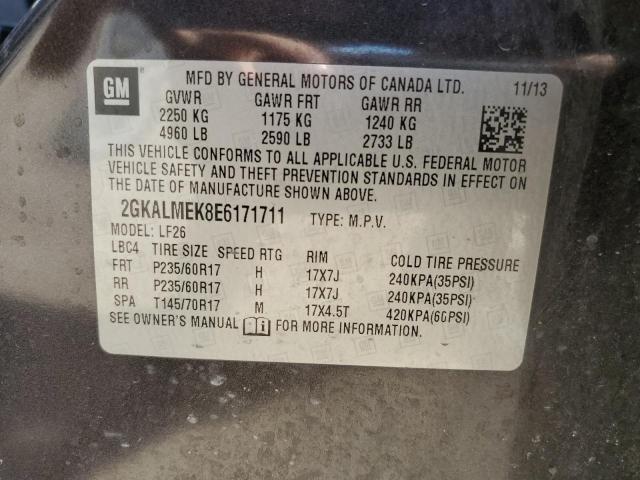 GM
MFD BY GENERAL MOTORS OF CANADA LTD. 11/13
GVWR GAWR FRT GAWR RR
2250 KG 1175 KG 1240 KG
4960 LB 2590 LB 2733 LB
THIS VEHICLE CONFORMS TO ALL APPLICABLE U.S. FEDERAL MOTOR
VEHICLE SAFETY AND THEFT PREVENTION STANDARDS IN EFFECT ON
THE DATE OF MANUFACTURE SHOWN ABOVE.
2GKALMEK8E6171711 TYPE: M.P.V.
MODEL: LF26
LBC4 TIRE SIZE SPEED RTG RIM COLD TIRE PRESSURE
FRT P235/60R17 H 17X7J 240KPA(35PSI)
RR P235/60R17 H 17X7J 240KPA(35PSI)
SPA T145/70R17 M 17X4.5T 420KPA(60PSI)
SEE OWNER'S MANUAL FOR MORE INFORMATION.